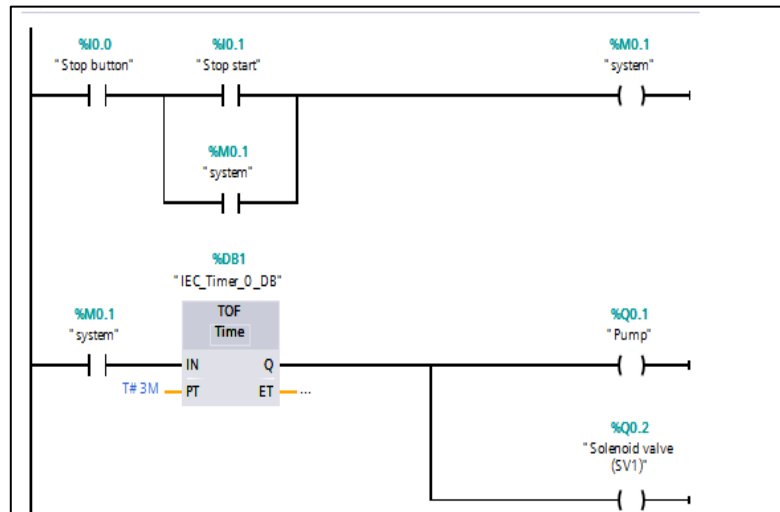 %I0.0
"Stop button"
%I0.1
"Stop start"
%M0.1
"system"
%M0.1
"system"
%DB1
"IEC_Timer_0_DB"
%M0.1
"system"
TOF
Time
IN
Q
T# 3M
PT
ET
...
%Q0.1
"Pump"
%Q0.2
"Solenoid valve
(SV1)"